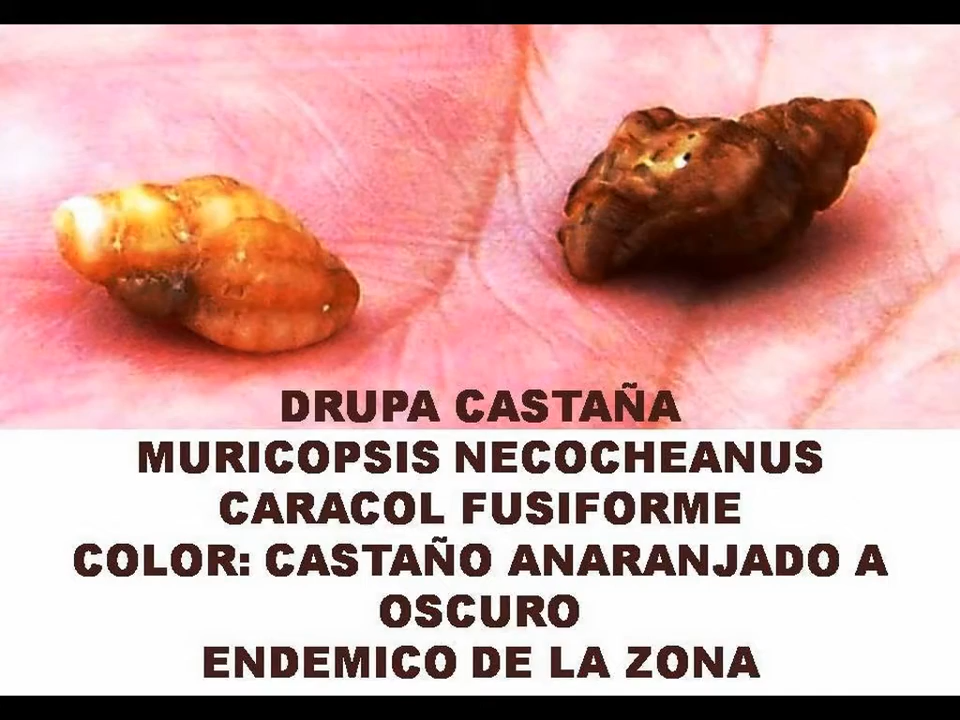 DRUPA CASTAÑA
MURICOPSIS NECOCHEANUS
CARACOL FUSIFORME
COLOR: CASTAÑO ANARANJADO A
OSCURO
ENDEMICO DE LA ZONA